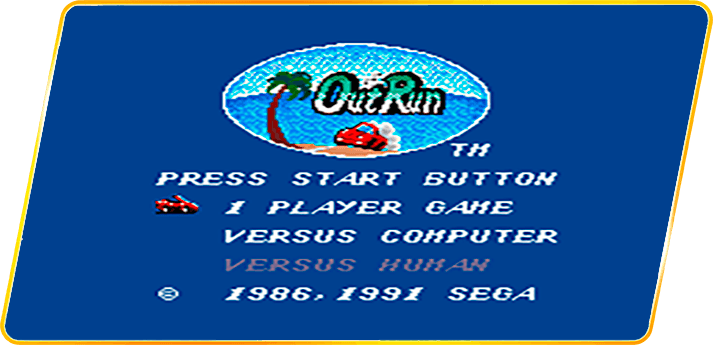 OutRun
TM
PRESS START BUTTON
1 PLAYER GAME
VERSUS COMPUTER
VERSUS HUMAN
© 1986,1991 SEGA